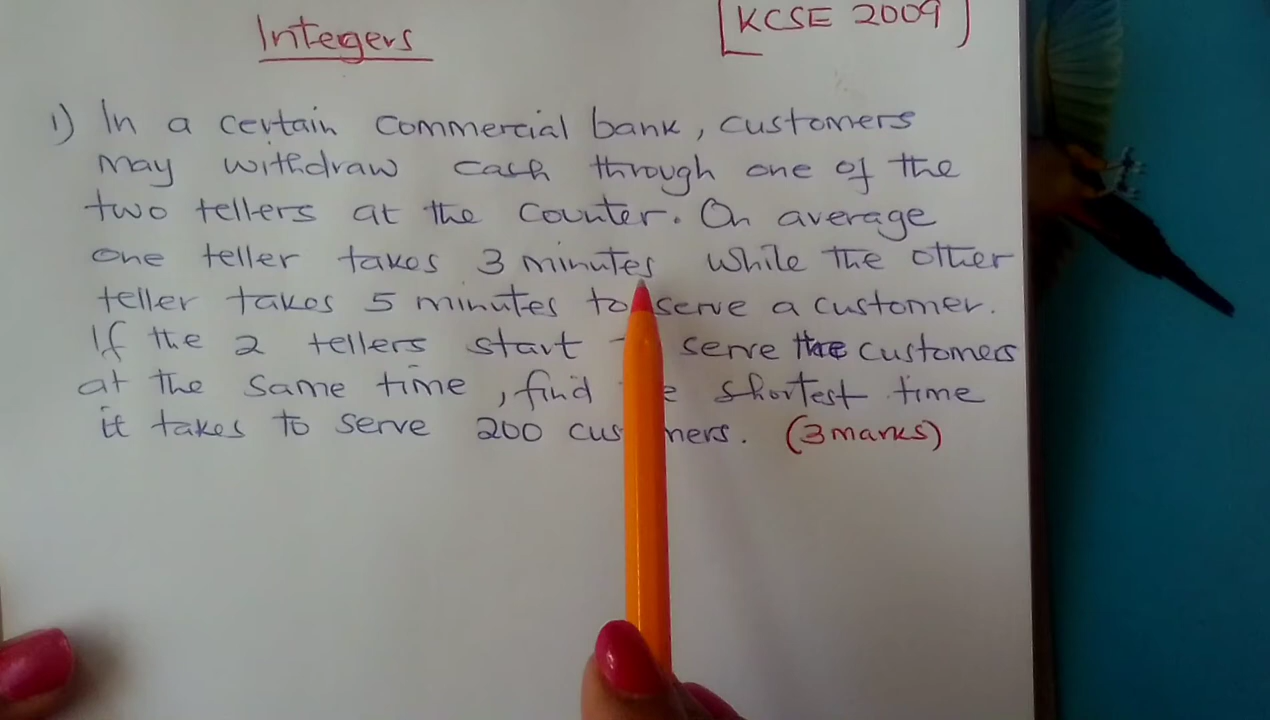 Integers [KCSE 2009]
1) In a certain commercial bank, customers
may withdraw cash through one of the
two tellers at the counter. On average
one teller takes 3 minutes while the other
teller takes 5 minutes to serve a customer.
If the 2 tellers start serve the customers
at the same time, find shortest time
it takes to serve 200 customers. (3marks)